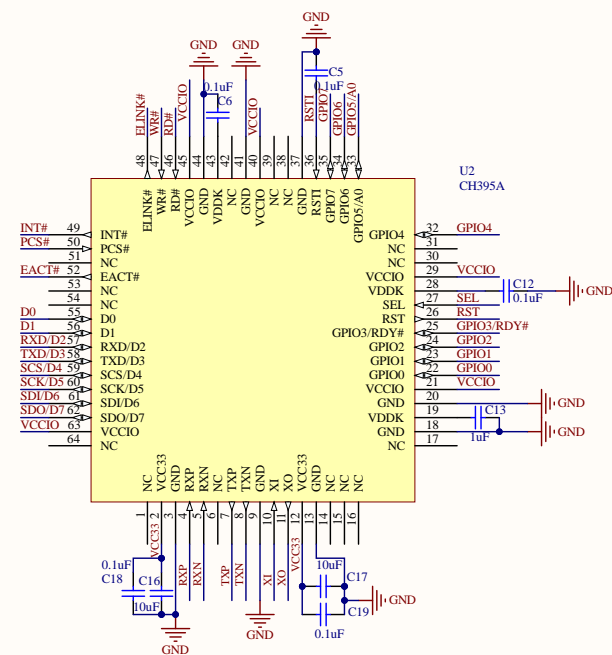 GND
GND
GND
0.1uF
C6
C5
0.1uF
ELINK#
WR#
RD#
VCCIO
VCCIO
RSTI
GPIO7
GPIO6
GPIO5/A0
48
47
46
45
44
43
42
41
40
39
38
37
36
35
34
33
U2
CH395A
ELINK#
WR#
RD#
VCCIO
GND
VDDK
NC
GND
VCCIO
NC
NC
GND
RSTI
GPIO7
GPIO6
GPIO5/A0
INT# 49 INT#
PCS# 50 PCS#
51 NC
EACT# 52 EACT#
53 NC
54 NC
D0 55 D0
D1 56 D1
RXD/D2 57 RXD/D2
TXD/D3 58 TXD/D3
SCS/D4 59 SCS/D4
SCK/D5 60 SCK/D5
SDI/D6 61 SDI/D6
SDO/D7 62 SDO/D7
VCCIO 63 VCCIO
64 NC
GPIO4 32 GPIO4
NC 31
NC 30
VCCIO 29 VCCIO
VDDK 28 C12
0.1uF
GND
SEL 27 SEL
RST 26 RST
GPIO3/RDY# 25 GPIO3/RDY#
GPIO2 24 GPIO2
GPIO1 23 GPIO1
GPIO0 22 GPIO0
VCCIO 21 VCCIO
GND 20 GND
VDDK 19 C13
1uF
GND 18 GND
NC 17
NC
VCC33
GND
RXP
RXN
NC
TXP
TXN
GND
XI
XO
VCC33
GND
NC
NC
NC
1
2
3
4
5
6
7
8
9
10
11
12
13
14
15
16
VCC33
RXP
RXN
TXP
TXN
XI
XO
VCC33
0.1uF
C18
C16
10uF
10uF
C17
C19
0.1uF
GND
GND
GND